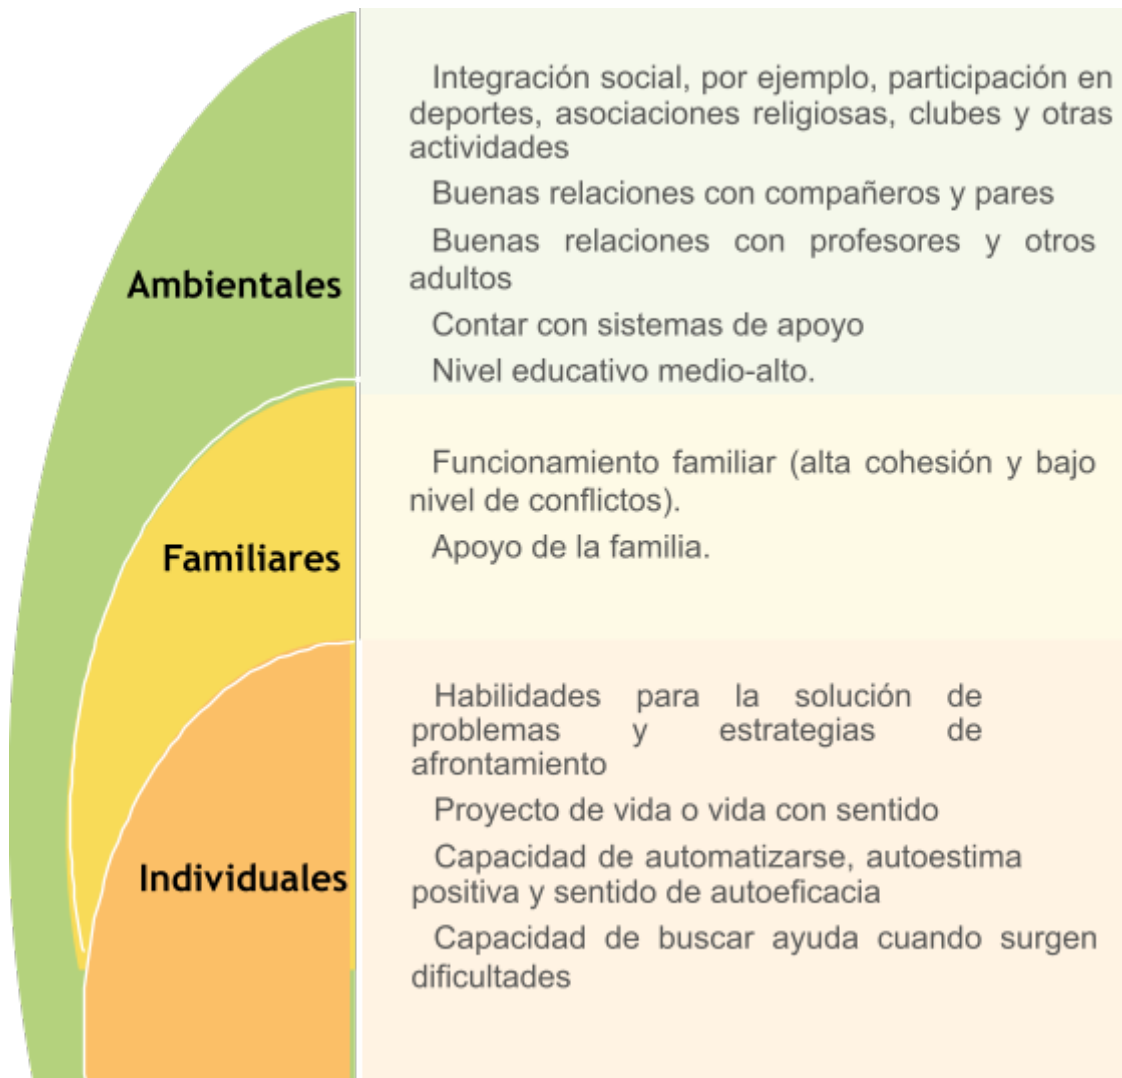 Ambientales
Integración social, por ejemplo, participación en
deportes, asociaciones religiosas, clubes y otras
actividades
Buenas relaciones con compañeros y pares
Buenas relaciones con profesores y otros
adultos
Contar con sistemas de apoyo
Nivel educativo medio-alto.
Familiares
Funcionamiento familiar (alta cohesión y bajo
nivel de conflictos).
Apoyo de la familia.
Individuales
Habilidades para la solución de
problemas y estrategias de
afrontamiento
Proyecto de vida o vida con sentido
Capacidad de automatizarse, autoestima
positiva y sentido de autoeficacia
Capacidad de buscar ayuda cuando surgen
dificultades